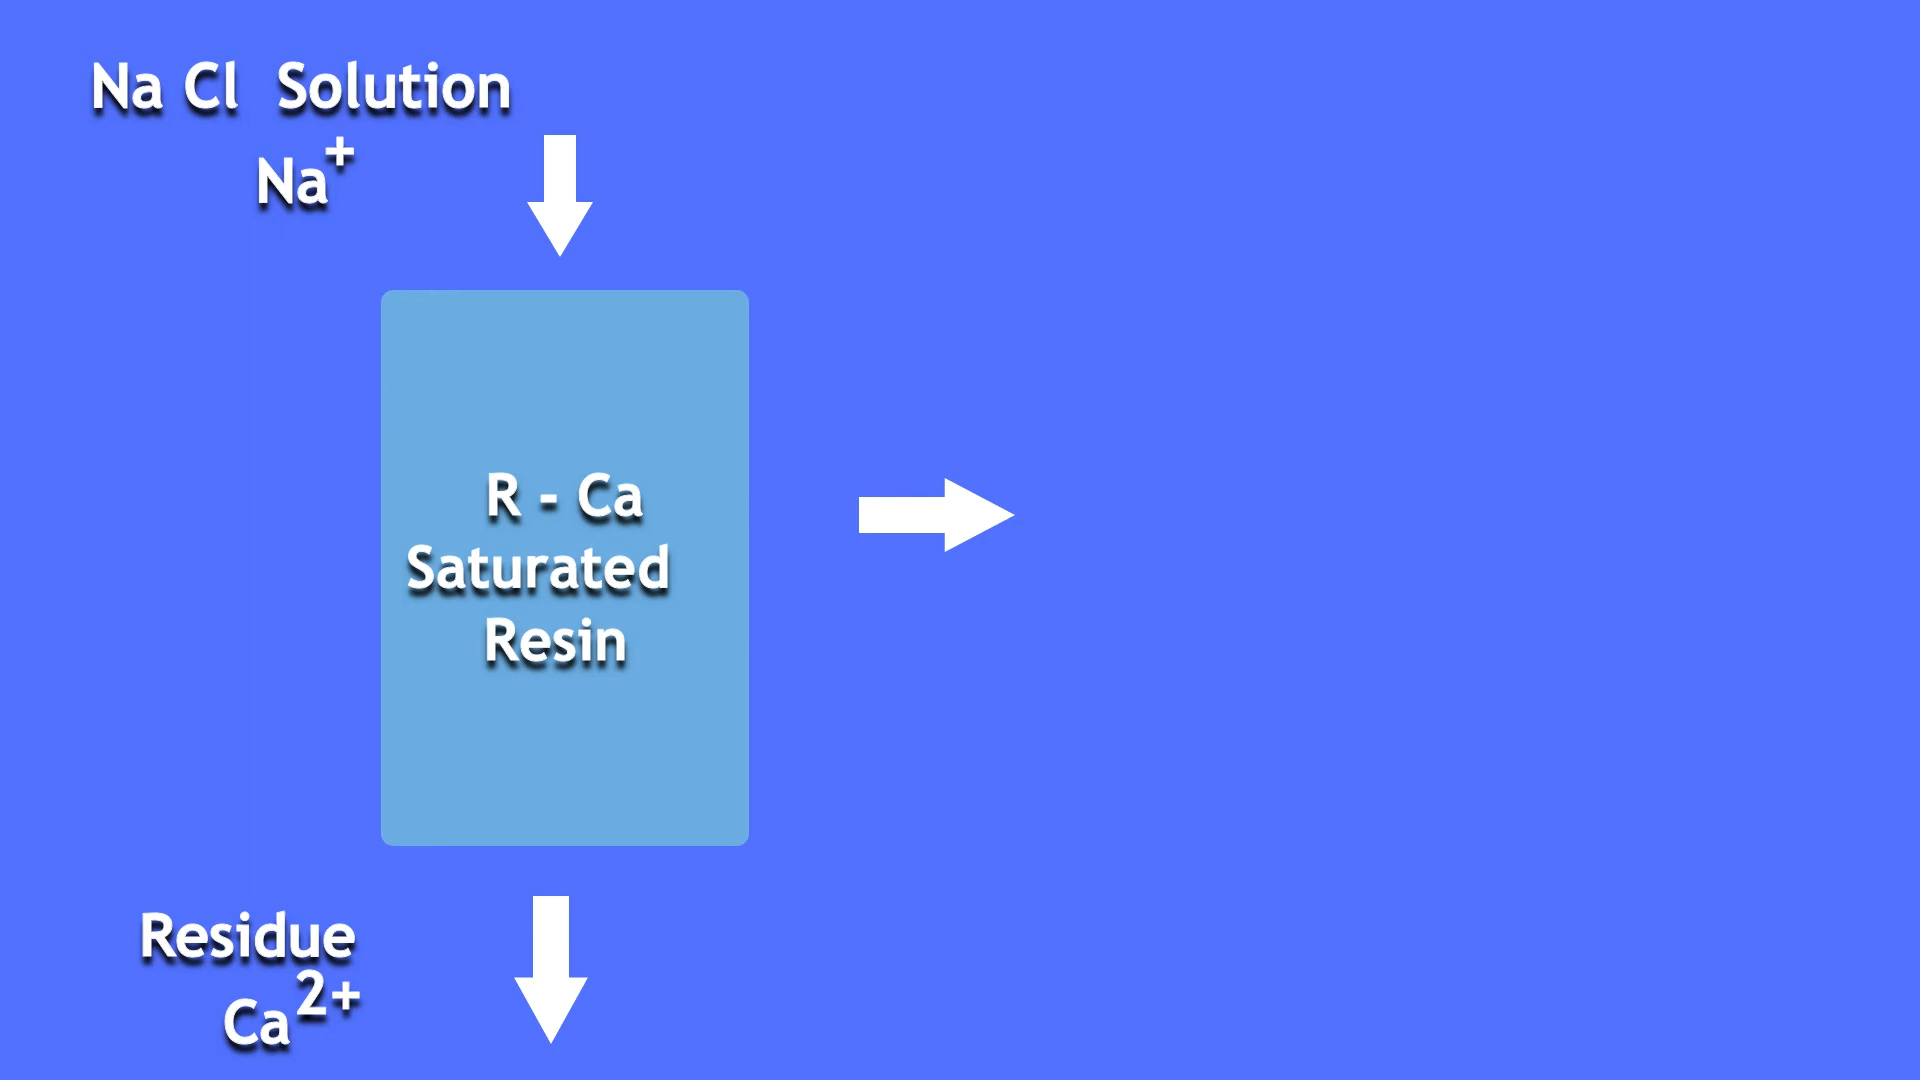 Na Cl Solution
Na+
R - Ca
Saturated
Resin
Residue
Ca2+